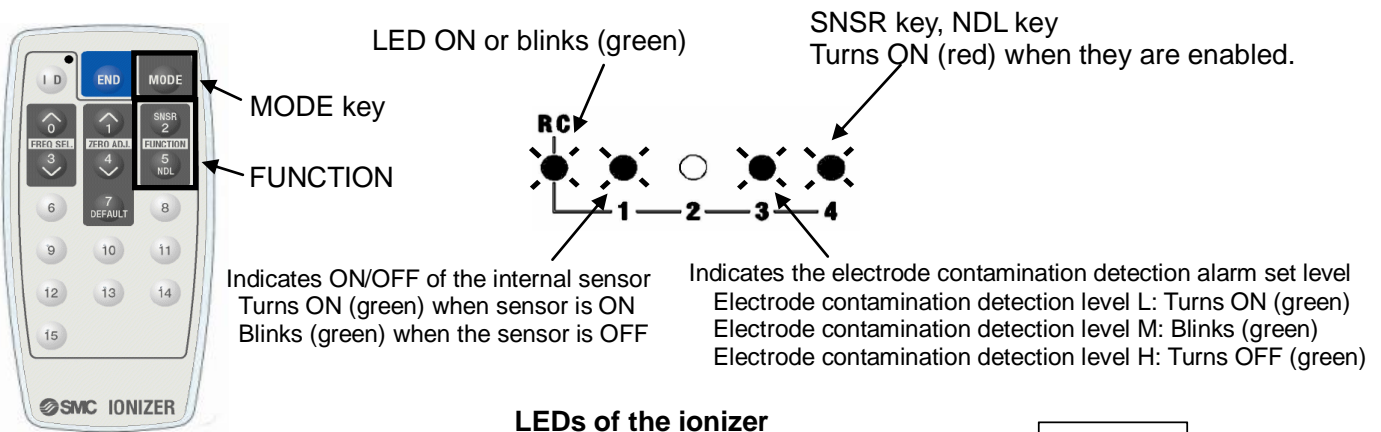 SNSR key, NDL key
LED ON or blinks (green)
Turns ON (red) when they are enabled.
I D
END
MODE
MODE key
0
1
SNSR
2
FREQ SEL.
ZERO ADJ.
FUNCTION
3
4
5
NDL
FUNCTION
RC
1
2
3
4
6
7
DEFAULT
8
9
10
11
12
13
14
15
Indicates ON/OFF of the internal sensor
Turns ON (green) when sensor is ON
Blinks (green) when the sensor is OFF
Indicates the electrode contamination detection alarm set level
Electrode contamination detection level L: Turns ON (green)
Electrode contamination detection level M: Blinks (green)
Electrode contamination detection level H: Turns OFF (green)
SMC IONIZER
LEDs of the ionizer